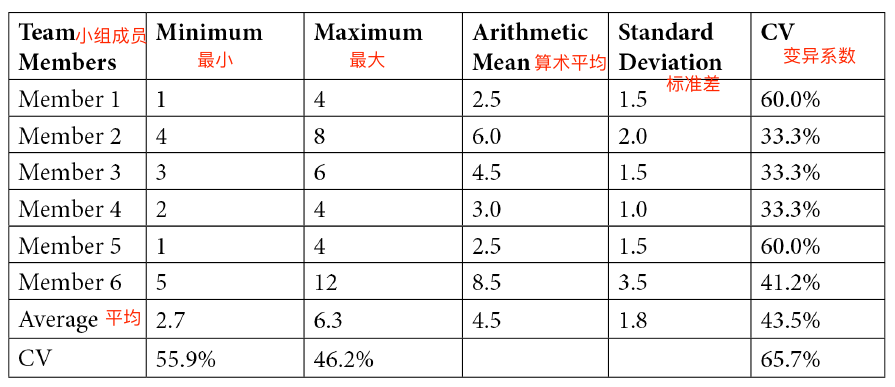 Team小组成员 Minimum Maximum Arithmetic Standard CV
Members 最小 最大 Mean 算术平均 Deviation 变异系数
标准差
Member 1 1 4 2.5 1.5 60.0%
Member 2 4 8 6.0 2.0 33.3%
Member 3 3 6 4.5 1.5 33.3%
Member 4 2 4 3.0 1.0 33.3%
Member 5 1 4 2.5 1.5 60.0%
Member 6 5 12 8.5 3.5 41.2%
Average 平均 2.7 6.3 4.5 1.8 43.5%
CV 55.9% 46.2% 65.7%